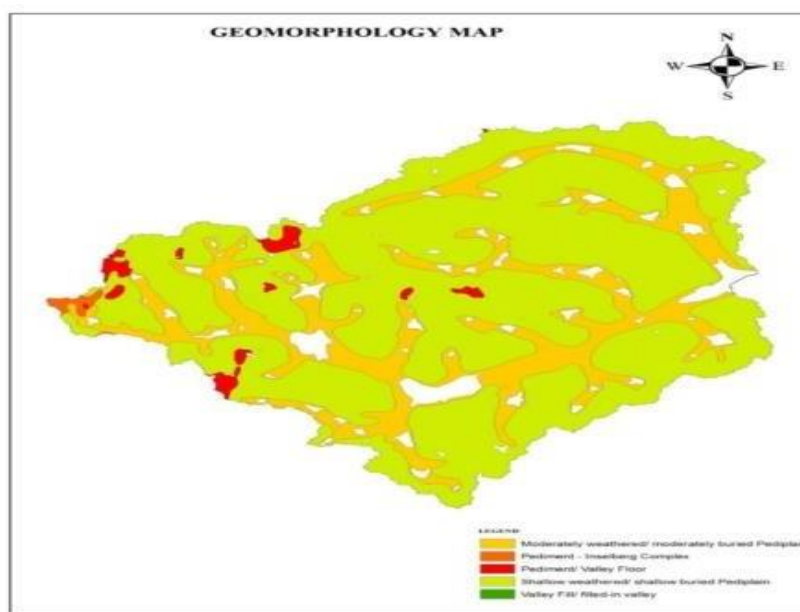 GEOMORPHOLOGY MAP
N
W E
S
LEGEND
Moderately weathered/ moderately buried Pediplain
Pediment - Inselberg Complex
Pediment/ Valley Floor
Shallow weathered/ shallow buried Pediplain
Valley Fill/ filled-in valley